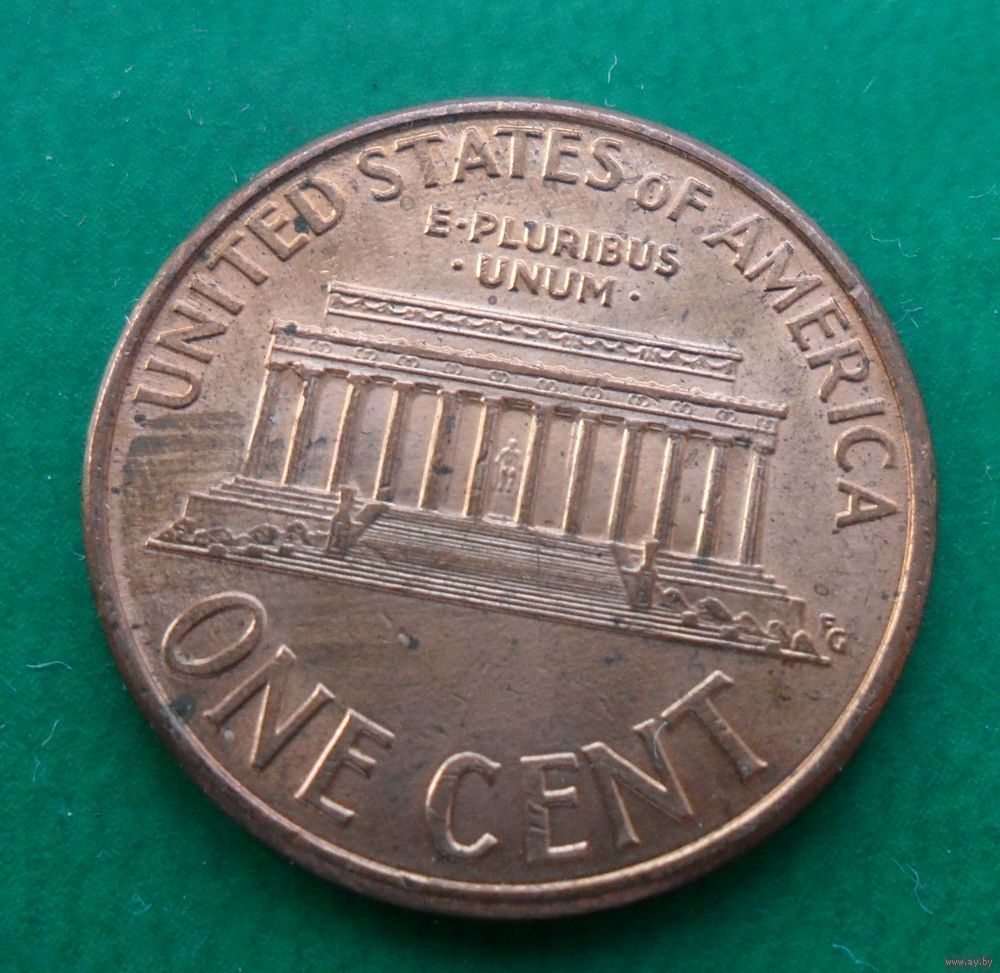 UNITED STATES OF AMERICA
E·PLURIBUS
·UNUM·
FG
ONE CENT
www.ay.by